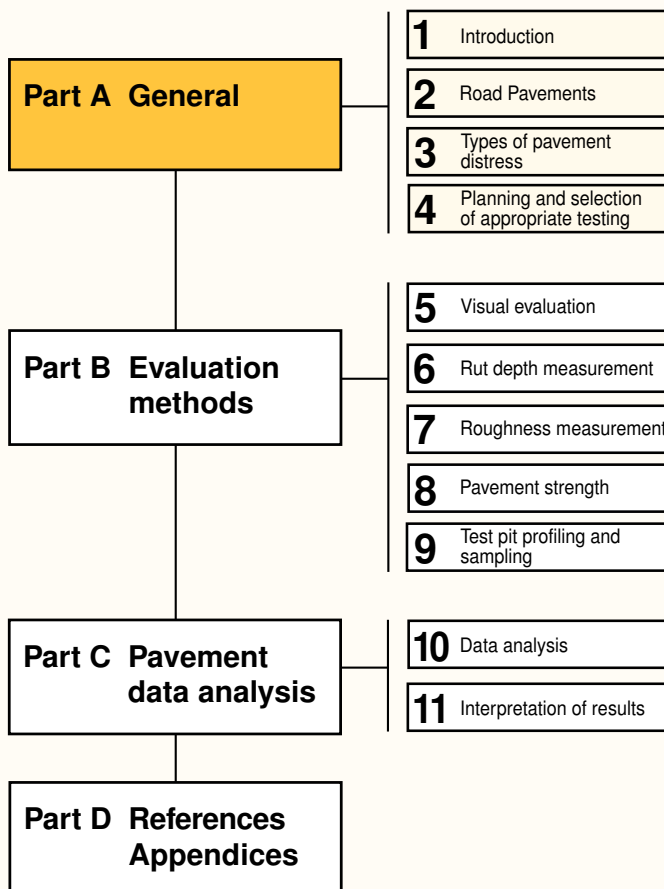 Part A General
1 Introduction
2 Road Pavements
3 Types of pavement
distress
4 Planning and selection
of appropriate testing
Part B Evaluation
methods
5 Visual evaluation
6 Rut depth measurement
7 Roughness measurement
8 Pavement strength
9 Test pit profiling and
sampling
Part C Pavement
data analysis
10 Data analysis
11 Interpretation of results
Part D References
Appendices